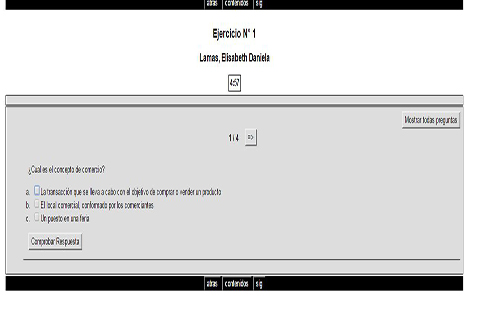 atras contenidos sig
Ejercicio N° 1
Lamas, Elisabeth Daniela
4:57
Mostrar todas preguntas
1 / 4 =>
¿Cual es el concepto de comercio?
a. La transacción que se lleva a cabo con el objetivo de comprar o vender un producto
b. El local comercial, conformado por los comerciantes
c. Un puesto en una feria
Comprobar Respuesta
atras contenidos sig